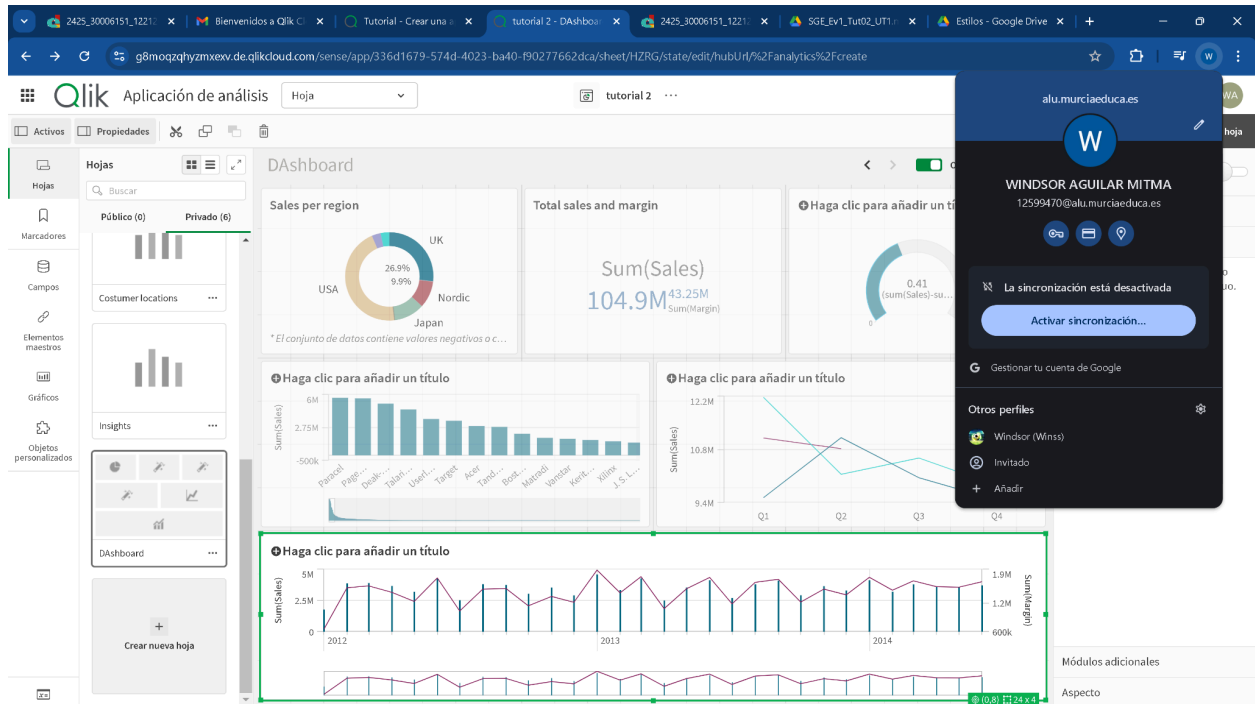 2425_30006151_1221
Bienvenidos a Qlik C
Tutorial - Crear una a
tutorial 2 - DAshboar
2425_30006151_1221
SGE_Ev1_Tut02_UT1.
Estilos - Google Drive
g8moqzqhyzmxexv.de.qlikcloud.com/sense/app/336d1679-574d-4023-ba40-f90277662dca/sheet/HZRG/state/edit/hubUrl/%2Fanalytics%2Fcreate
W
Qlik Aplicación de análisis
Hoja
tutorial 2 ...
WA
Activos
Propiedades
hoja
Hojas
Marcadores
Campos
Elementos
maestros
Gráficos
Objetos
personalizados
Hojas
Buscar
Público (0)
Privado (6)
Costumer locations ...
Insights ...
DAshboard ...
+
Crear nueva hoja
DAshboard
Sales per region
UK
26.9%
9.9%
USA
Nordic
Japan
* El conjunto de datos contiene valores negativos o c...
Total sales and margin
Sum(Sales)
104.9M
43.25M
Sum(Margin)
Haga clic para añadir un tí
0.41
(sum(Sales)-su...
0
Haga clic para añadir un título
Sum(Sales)
6M
2.75M
-500k
Paracel
Page...
Deak-...
Talari...
Userl...
Target
Acer
Tand...
Bost...
Matradi
Vanstar
Kerit...
Xilinx
J. S. L...
Haga clic para añadir un título
Sum(Sales)
12.2M
10.8M
9.4M
Q1
Q2
Q3
Q4
Haga clic para añadir un título
Sum(Sales)
5M
2.5M
0
2012
2013
2014
1.9M
1.2M
600k
Sum(Margin)
(0,8) 24 x 4
alu.murciaeduca.es
W
WINDSOR AGUILAR MITMA
12599470@alu.murciaeduca.es
La sincronización está desactivada
Activar sincronización...
G Gestionar tu cuenta de Google
Otros perfiles
Windsor (Winss)
Invitado
+ Añadir
Módulos adicionales
Aspecto